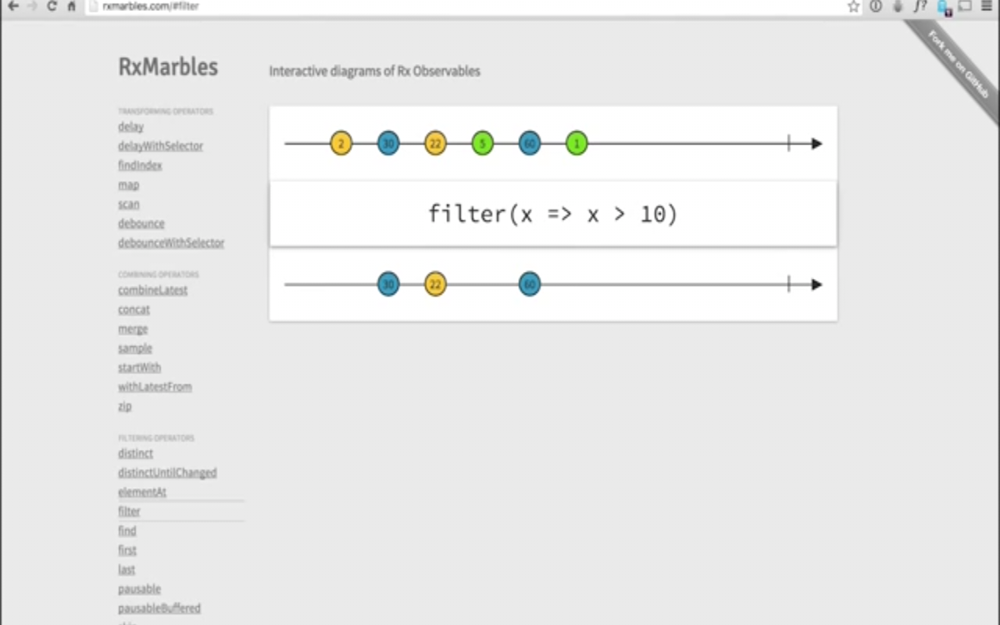 rxmarbles.com/#filter
f?
Fork me on GitHub
RxMarbles
Interactive diagrams of Rx Observables
TRANSFORMING OPERATORS
delay
delayWithSelector
findIndex
map
scan
debounce
debounceWithSelector
COMBINING OPERATORS
combineLatest
concat
merge
sample
startWith
withLatestFrom
zip
FILTERING OPERATORS
distinct
distinctUntilChanged
elementAt
filter
find
first
last
pausable
pausableBuffered
2 30 22 5 60 1
filter(x => x > 10)
30 22 60